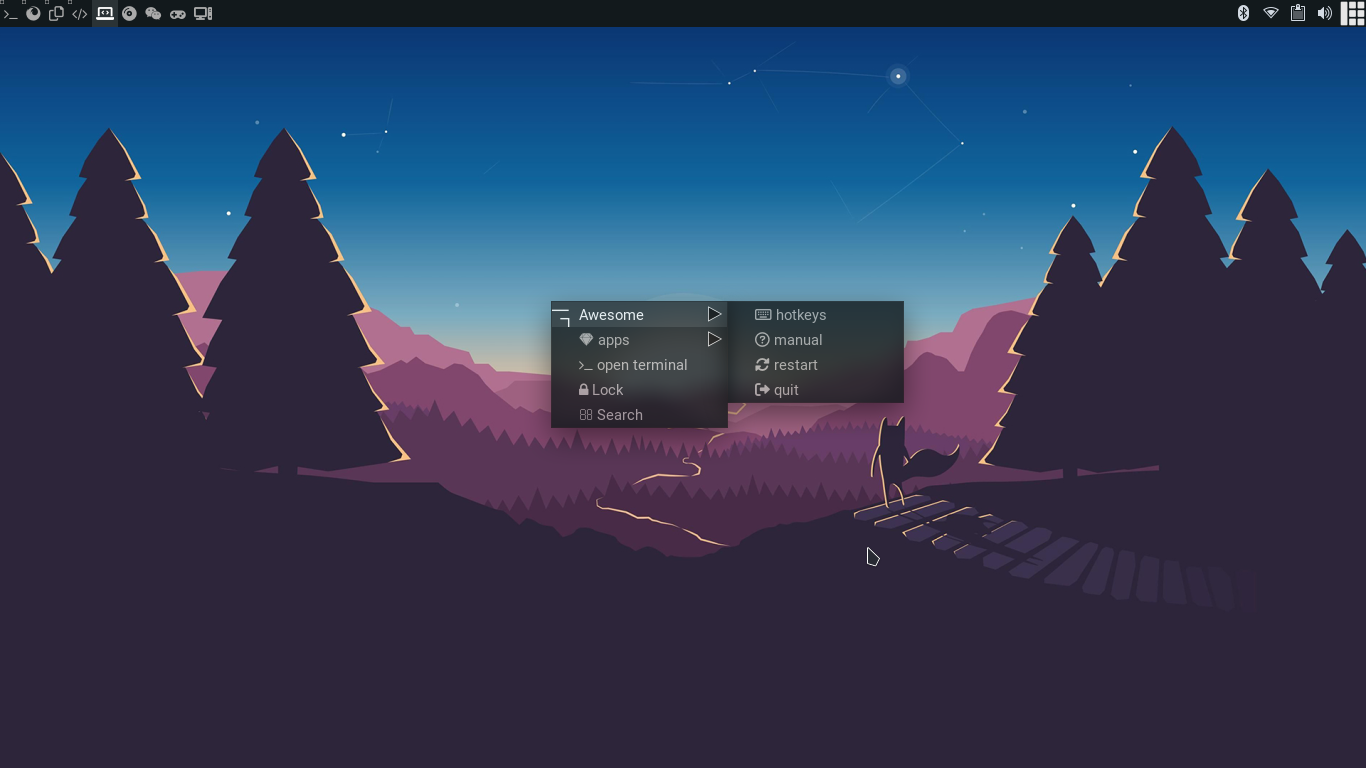 Awesome
apps
open terminal
Lock
Search
hotkeys
manual
restart
quit